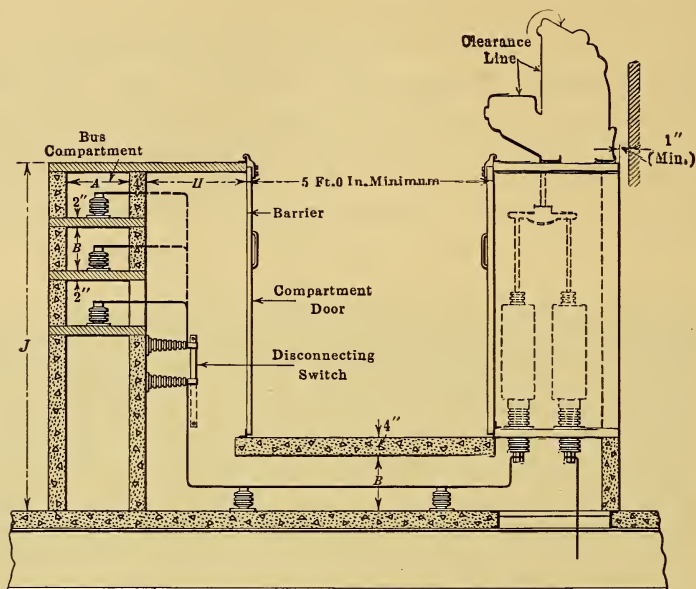 Clearance
Line
Bus
Compartment
1"
(Min.)
A
H
5 Ft.0 In.Minimum
2"
Barrier
B
2"
Compartment
Door
J
Disconnecting
Switch
4"
B